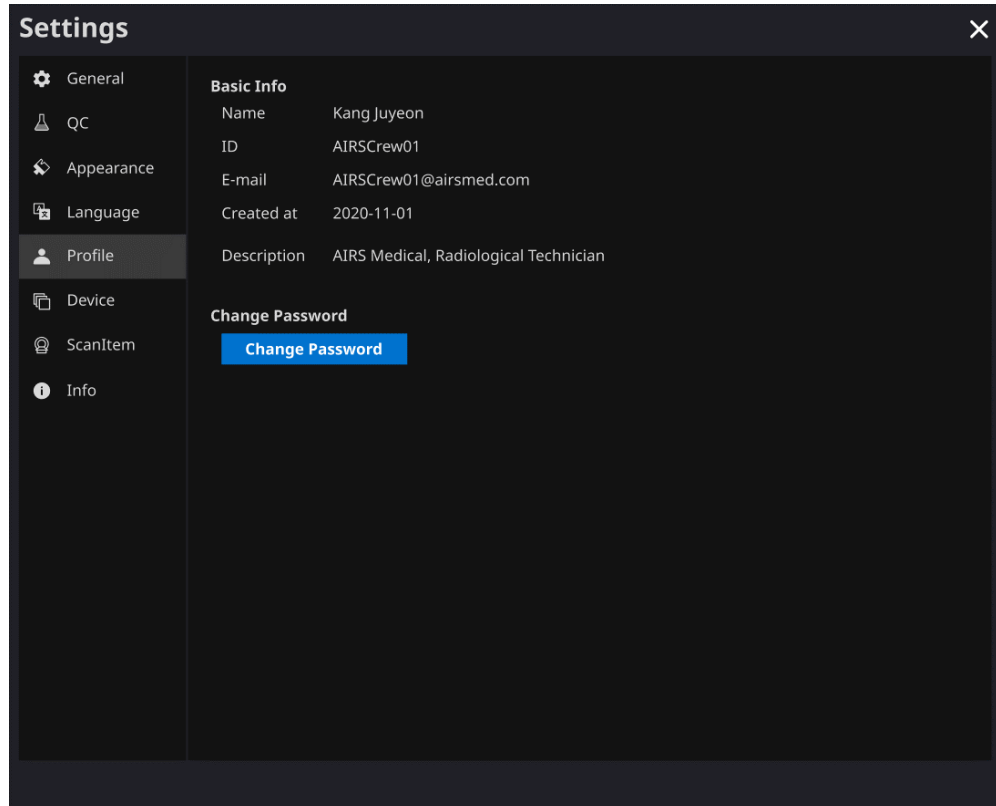 Settings
General
QC
Appearance
Language
Profile
Device
ScanItem
Info
Basic Info
Name Kang Juyeon
ID AIRSCrew01
E-mail AIRSCrew01@airsmed.com
Created at 2020-11-01
Description AIRS Medical, Radiological Technician
Change Password
Change Password